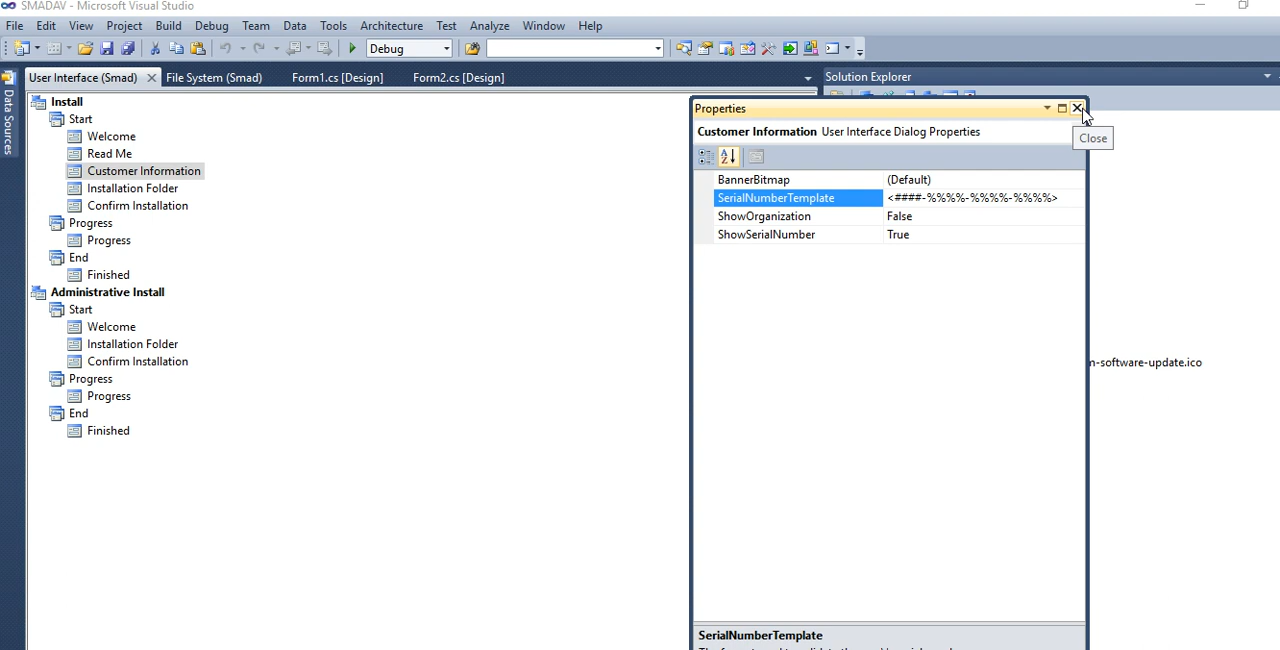 SMADAV - Microsoft Visual Studio
File Edit View Project Build Debug Team Data Tools Architecture Test Analyze Window Help
Debug
Data Sources
User Interface (Smad) File System (Smad) Form1.cs [Design] Form2.cs [Design]
Solution Explorer
Install
Start
Welcome
Read Me
Customer Information
Installation Folder
Confirm Installation
Progress
Progress
End
Finished
Administrative Install
Start
Welcome
Installation Folder
Confirm Installation
Progress
Progress
End
Finished
Properties
Close
Customer Information User Interface Dialog Properties
BannerBitmap (Default)
SerialNumberTemplate <####-%%%%-%%%%-%%%%>
ShowOrganization False
ShowSerialNumber True
n-software-update.ico
SerialNumberTemplate